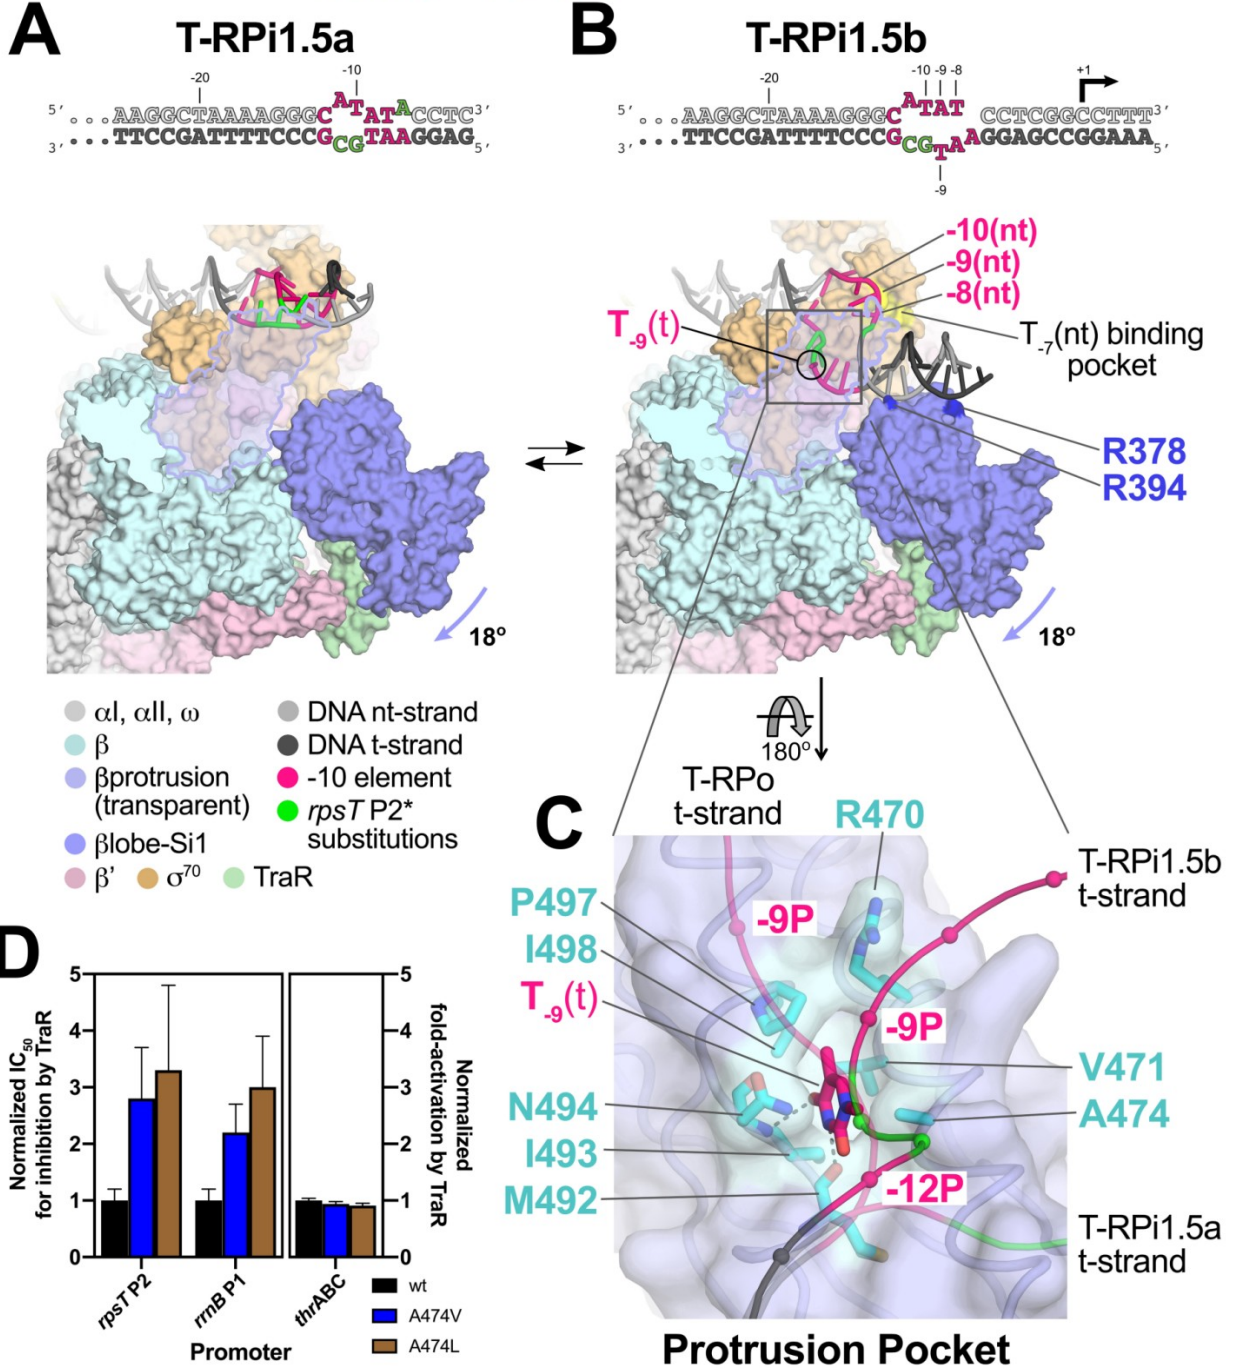 A
T-RPi1.5a
-20
-10
5′ ...AAGGCTAAAAGGGCATATACCTC 3′
3′ ...TTCCGATTTTCCCGCGTAAGGAG 5′
18º
B
T-RPi1.5b
-20
-10 -9 -8
+1
5′ ...AAGGCTAAAAGGGCATAT CCTCGGCCTTT 3′
3′ ...TTCCGATTTTCCCGCGTAAGGAGCCGGAAA 5′
-9
-10(nt)
-9(nt)
-8(nt)
T-9(t)
T-7(nt) binding
pocket
R378
R394
18º
180º
αI, αII, ω
β
βprotrusion
(transparent)
βlobe-Si1
β’
σ70
TraR
DNA nt-strand
DNA t-strand
-10 element
rpsT P2*
substitutions
C
T-RPo
t-strand
R470
T-RPi1.5b
t-strand
P497
-9P
I498
T-9(t)
-9P
V471
N494
A474
I493
M492
-12P
T-RPi1.5a
t-strand
Protrusion Pocket
D
Normalized IC50
for inhibition by TraR
5
4
3
2
1
0
5
4
3
2
1
0
Normalized
fold-activation by TraR
rpsT P2
rrnB P1
thrABC
Promoter
wt
A474V
A474L